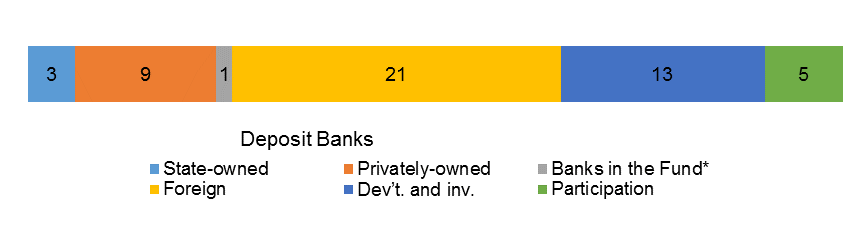 3 9 1 21 13 5
Deposit Banks
State-owned Privately-owned Banks in the Fund*
Foreign Dev’t. and inv. Participation